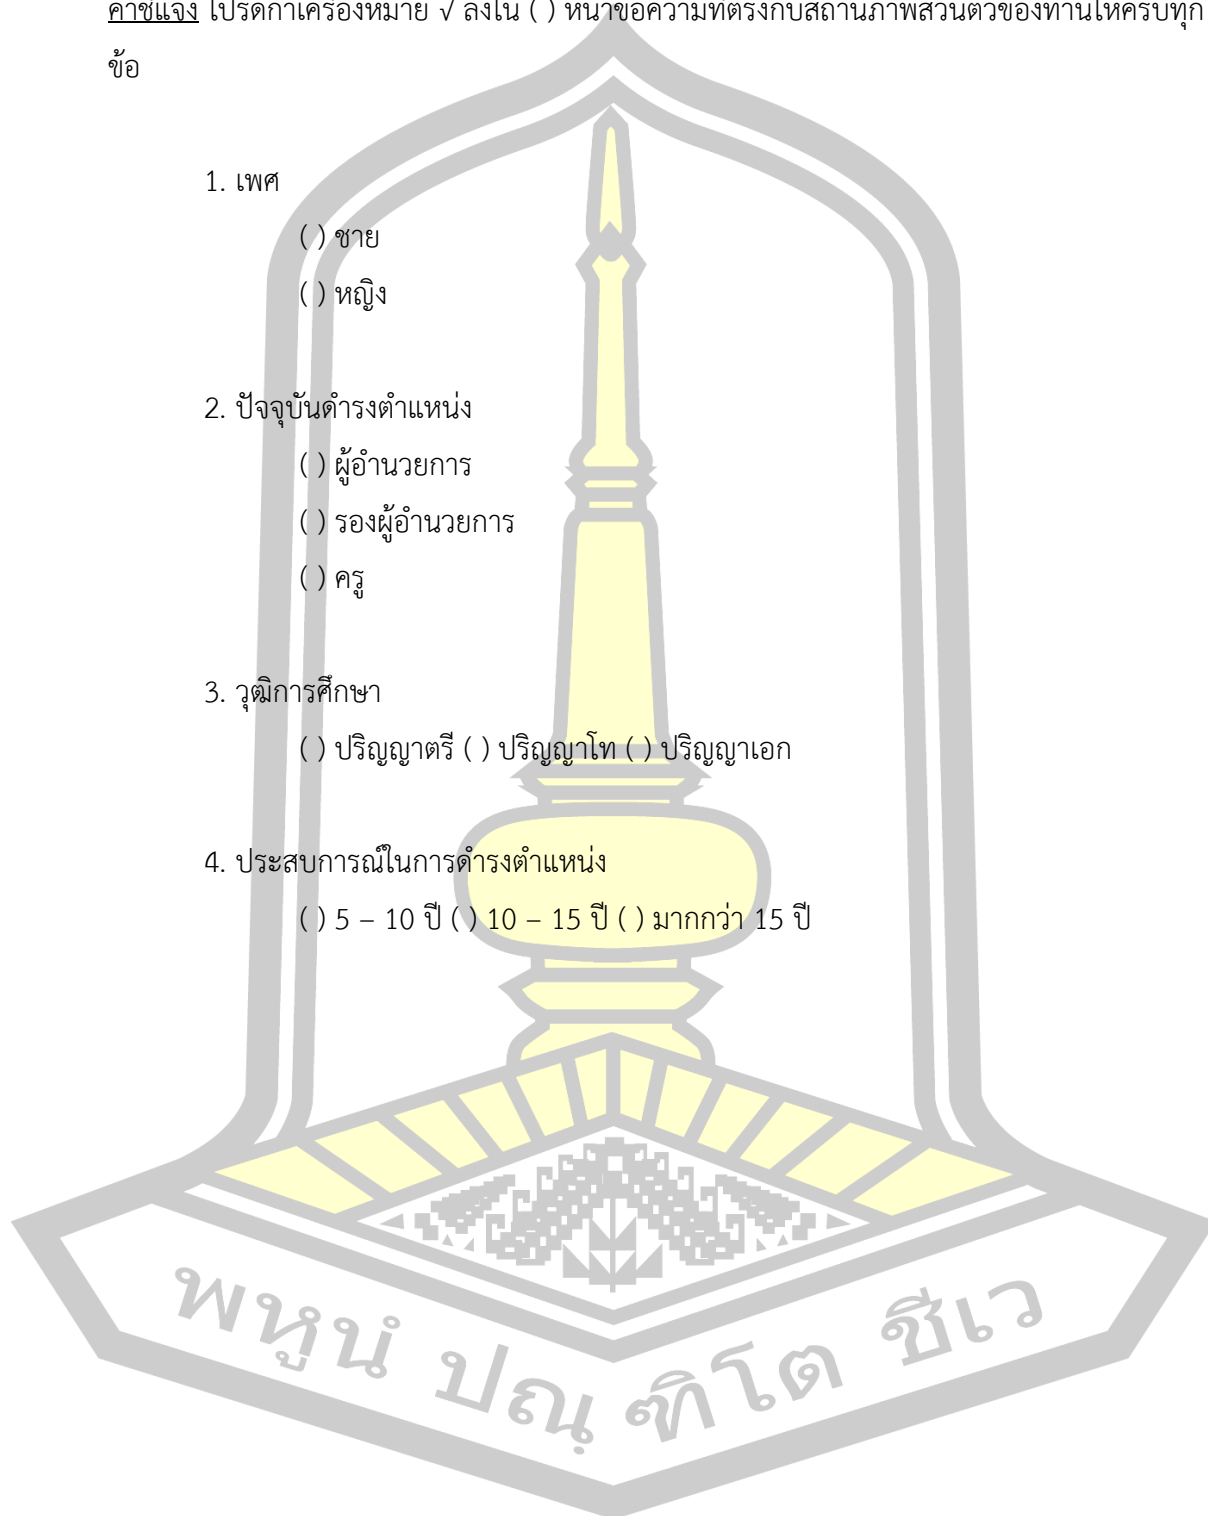 คำชี้แจง โปรดกาเครื่องหมาย √ ลงใน ( ) หน้าข้อความที่ตรงกับสถานภาพส่วนตัวของท่านให้ครบทุก
ข้อ
1. เพศ
( ) ชาย
( ) หญิง
2. ปัจจุบันดำรงตำแหน่ง
( ) ผู้อำนวยการ
( ) รองผู้อำนวยการ
( ) ครู
3. วุฒิการศึกษา
( ) ปริญญาตรี ( ) ปริญญาโท ( ) ปริญญาเอก
4. ประสบการณ์ในการดำรงตำแหน่ง
( ) 5 – 10 ปี ( ) 10 – 15 ปี ( ) มากกว่า 15 ปี
พหูนํ ปณฺฑิโต ชีเว